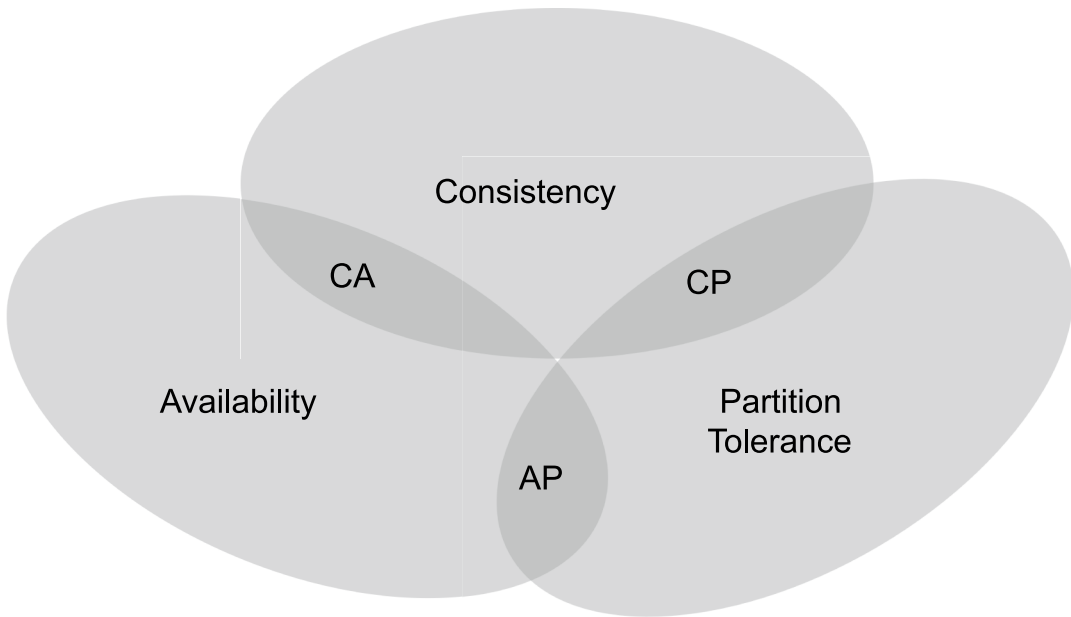 Consistency
CA
CP
Availability
Partition
Tolerance
AP